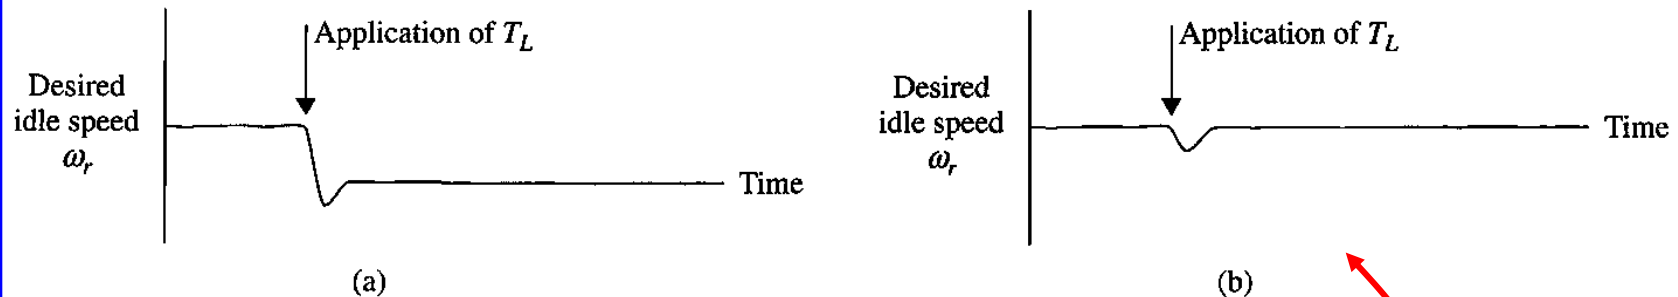 Application of T_L
Desired
idle speed
ω_r
Time
(a)
Application of T_L
Desired
idle speed
ω_r
Time
(b)